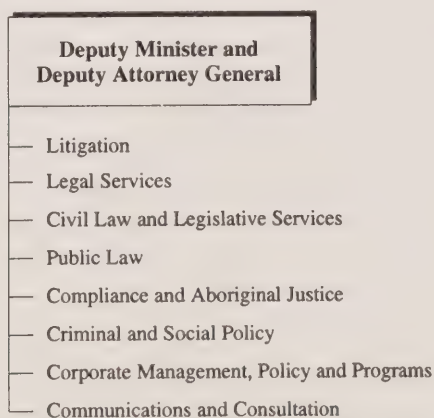 Deputy Minister and
Deputy Attorney General
Litigation
Legal Services
Civil Law and Legislative Services
Public Law
Compliance and Aboriginal Justice
Criminal and Social Policy
Corporate Management, Policy and Programs
Communications and Consultation